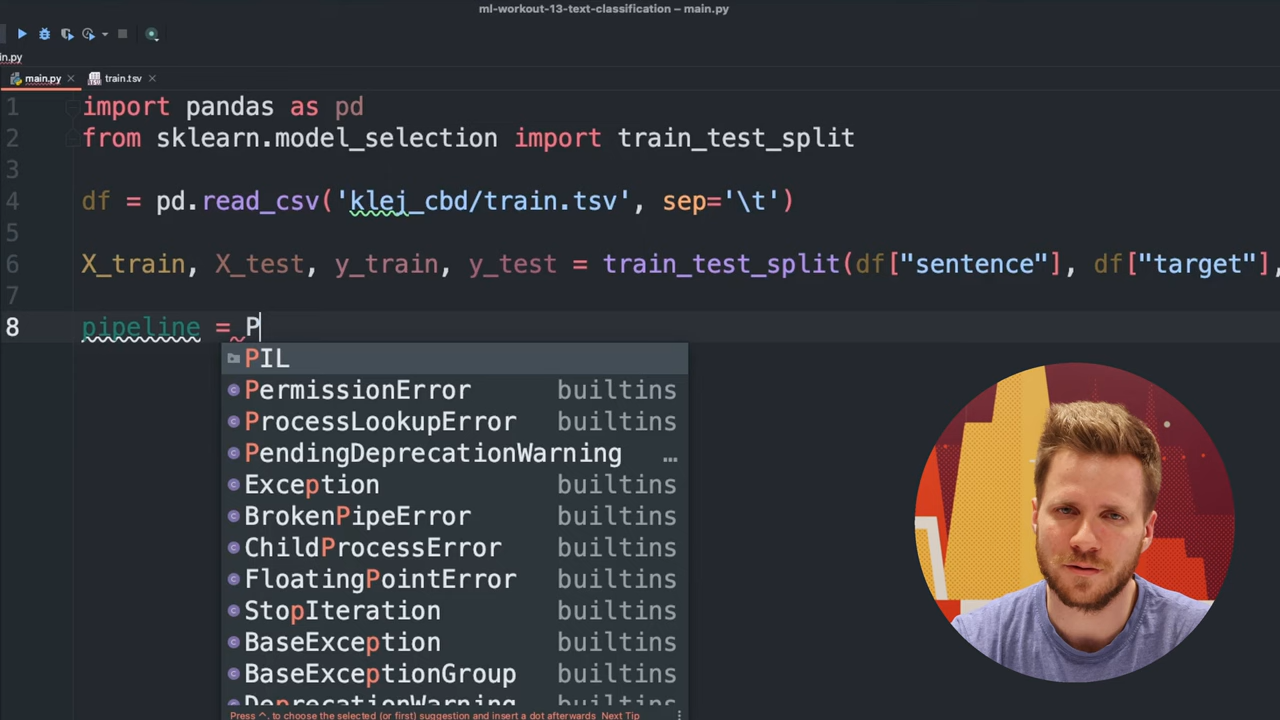 ml-workout-13-text-classification – main.py
in.py
main.py
train.tsv
1 import pandas as pd
2 from sklearn.model_selection import train_test_split
3
4 df = pd.read_csv('klej_cbd/train.tsv', sep='\t')
5
6 X_train, X_test, y_train, y_test = train_test_split(df["sentence"], df["target"],
7
8 pipeline = P
PIL
PermissionError builtins
ProcessLookupError builtins
PendingDeprecationWarning ...
Exception builtins
BrokenPipeError builtins
ChildProcessError builtins
FloatingPointError builtins
StopIteration builtins
BaseException builtins
BaseExceptionGroup builtins
DeprecationWarning builtins
Press ^. to choose the selected (or first) suggestion and insert a dot afterwards Next Tip